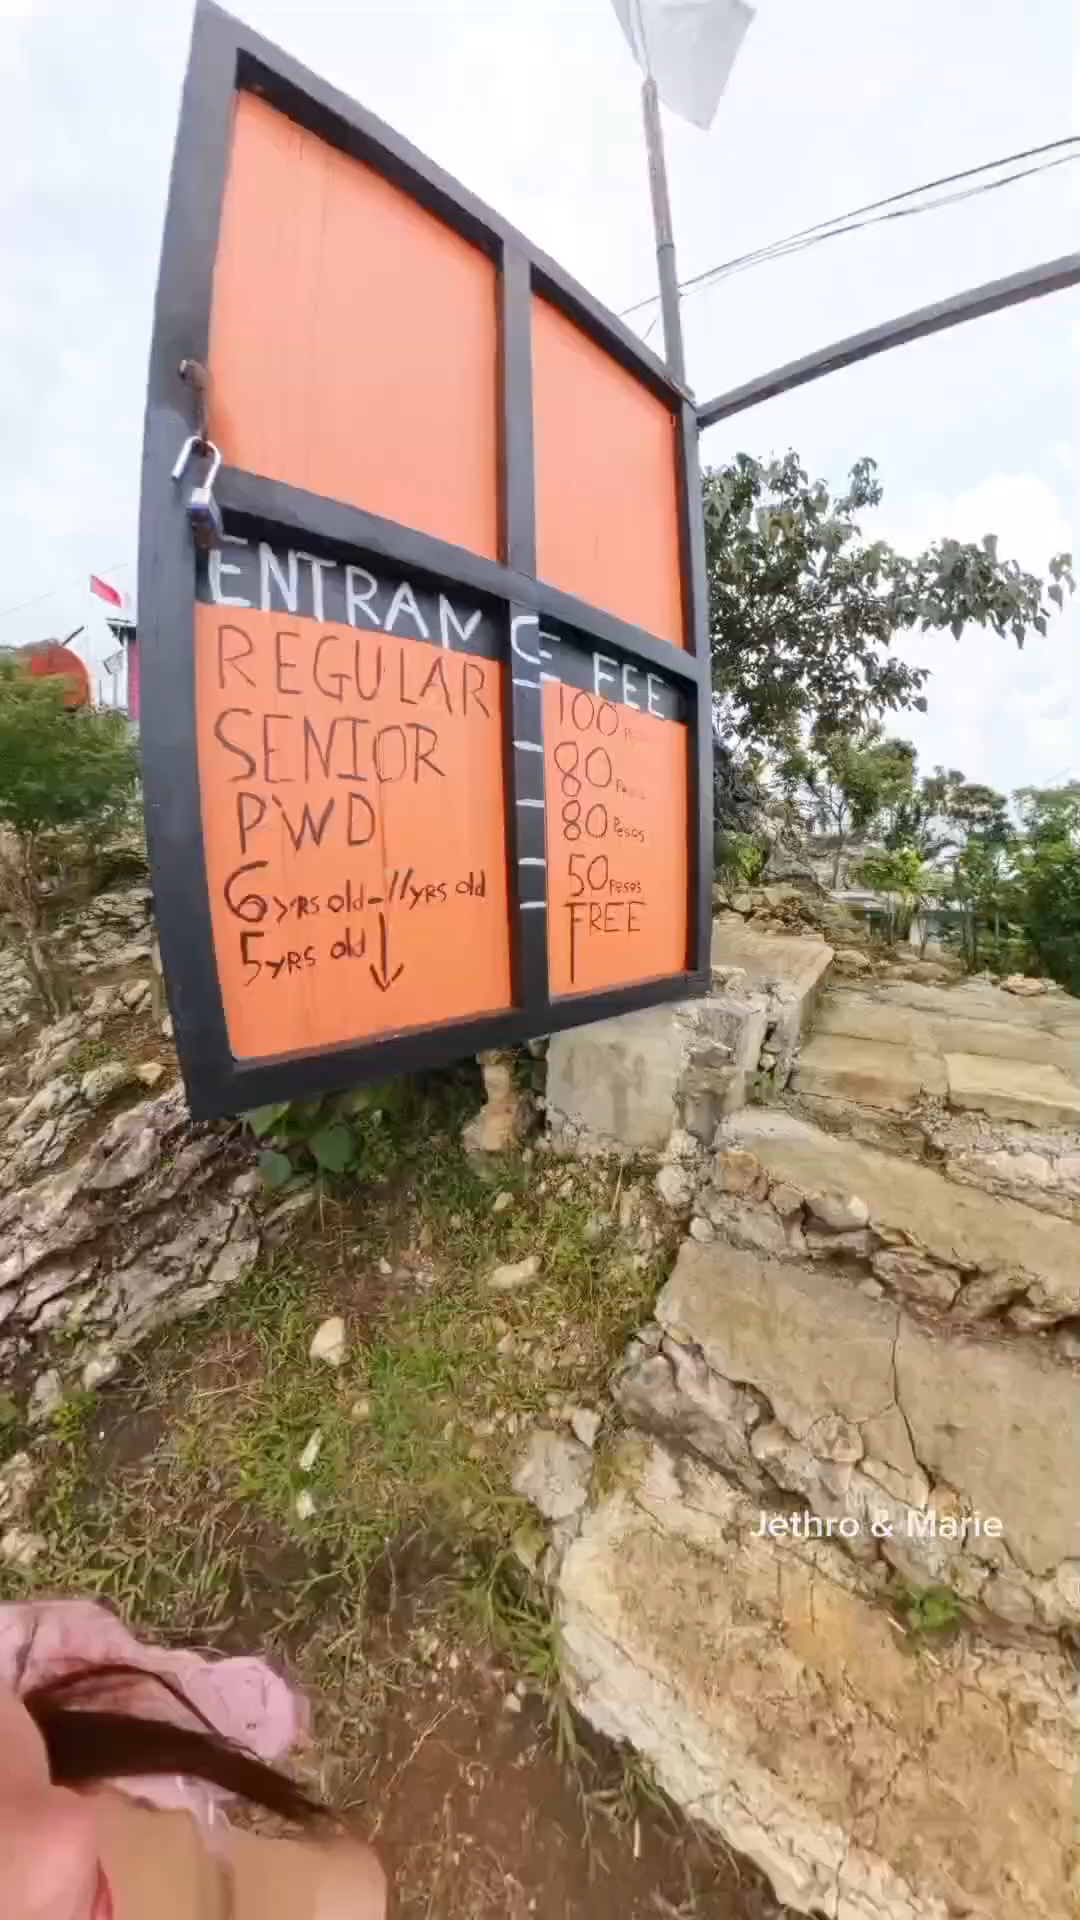 ENTRANCE FEE
REGULAR - 100 Pesos
SENIOR - 80 Pesos
PWD - 80 Pesos
6yrs old - 11yrs old - 50 Pesos
5yrs old ↓ - FREE
Jethro & Marie